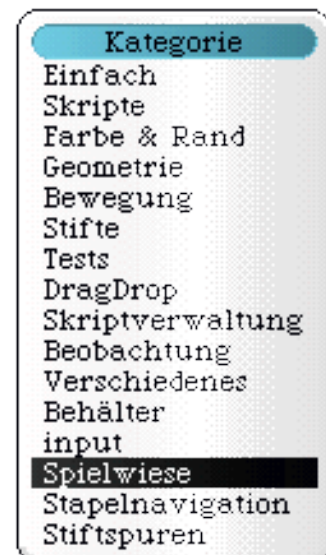 Kategorie
Einfach
Skripte
Farbe & Rand
Geometrie
Bewegung
Stifte
Tests
DragDrop
Skriptverwaltung
Beobachtung
Verschiedenes
Behälter
input
Spielwiese
Stapelnavigation
Stiftspuren